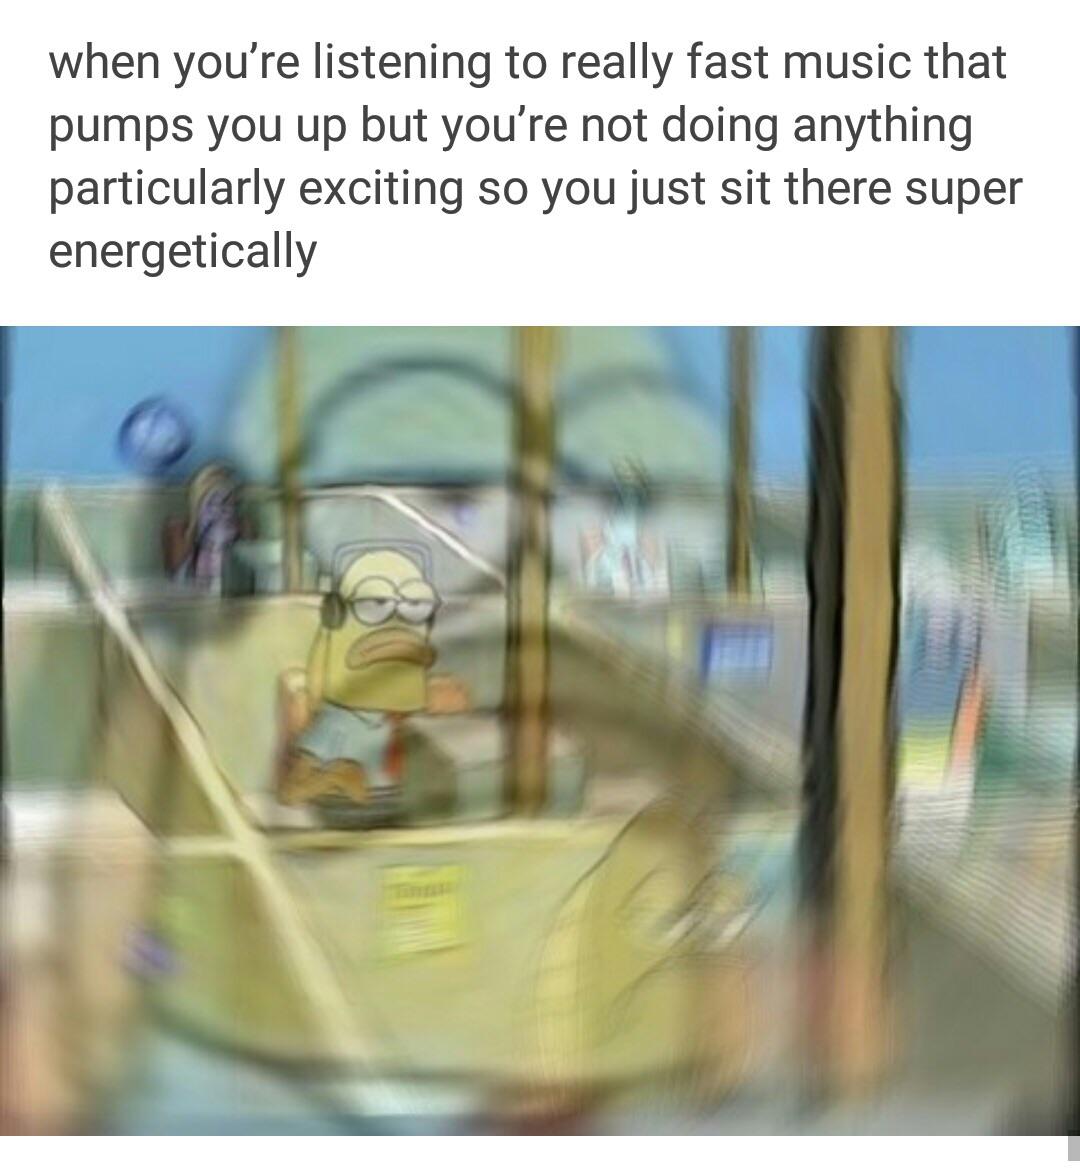 when you’re listening to really fast music that
pumps you up but you’re not doing anything
particularly exciting so you just sit there super
energetically